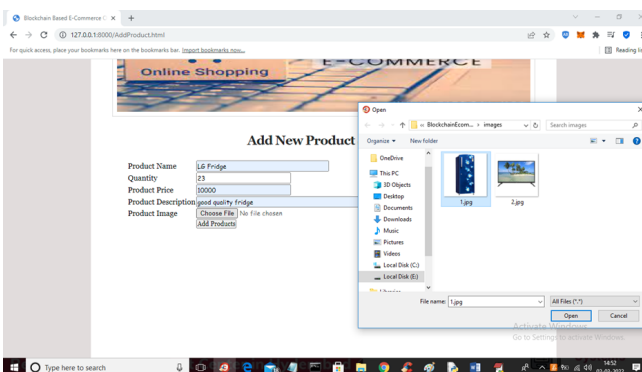 Blockchain Based E-Commerce
127.0.0.1:8000/AddProduct.html
For quick access, place your bookmarks here on the bookmarks bar. Import bookmarks now...
Reading
E-COMMERCE
Online Shopping
Add New Product
Product Name LG Fridge
Quantity 23
Product Price 10000
Product Description good quality fridge
Product Image Choose File No file chosen
Add Products
Open
« BlockchainEcom... › images
Search images
Organize
New folder
OneDrive
This PC
3D Objects
Desktop
Documents
Downloads
Music
Pictures
Videos
Local Disk (C:)
Local Disk (E:)
1.jpg
2.jpg
File name: 1.jpg
All Files (*.*)
Open
Cancel
Activate Windows
Go to Settings to activate Windows.
Type here to search
14:52